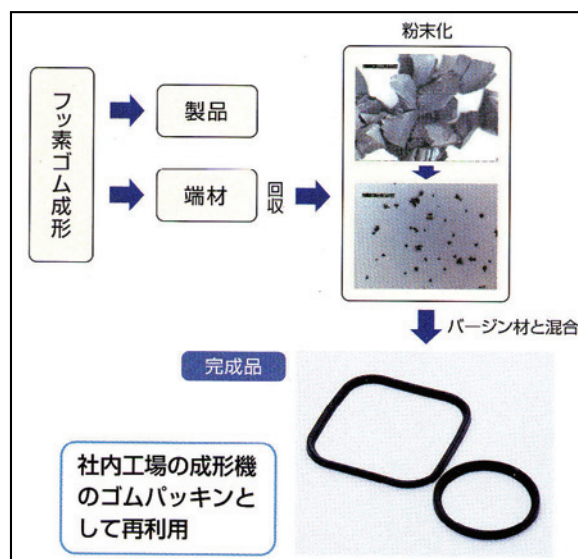 粉末化
フッ素ゴム成形
製品
端材
回収
バージン材と混合
完成品
社内工場の成形機
のゴムパッキンと
して再利用